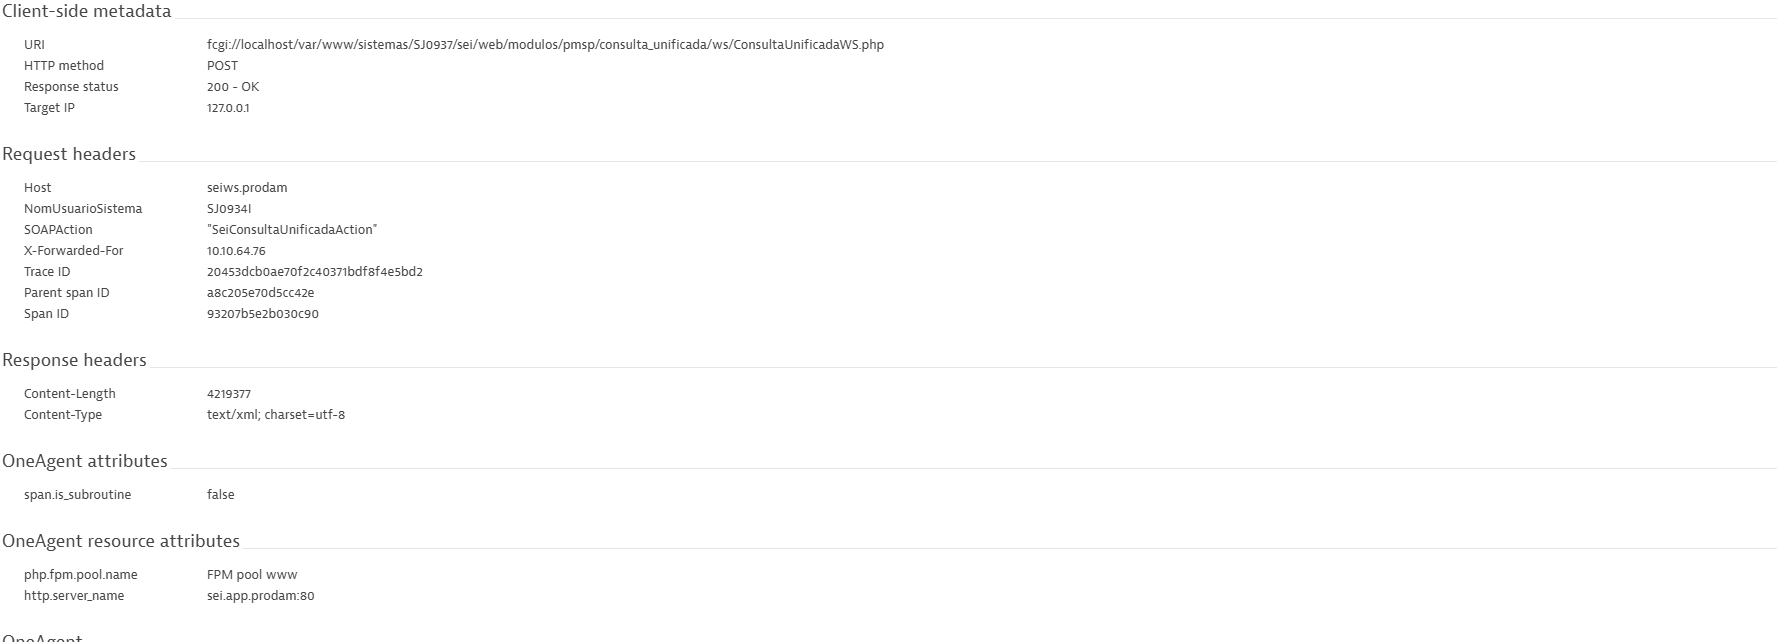 Client-side metadata
URI fcgi://localhost/var/www/sistemas/SJ0937/sei/web/modulos/pmsp/consulta_unificada/ws/ConsultaUnificadaWS.php
HTTP method POST
Response status 200 - OK
Target IP 127.0.0.1
Request headers
Host seiws.prodam
NomUsuarioSistema SJ0934I
SOAPAction "SeiConsultaUnificadaAction"
X-Forwarded-For 10.10.64.76
Trace ID 20453dcb0ae70f2c40371bdf8f4e5bd2
Parent span ID a8c205e70d5cc42e
Span ID 93207b5e2b030c90
Response headers
Content-Length 4219377
Content-Type text/xml; charset=utf-8
OneAgent attributes
span.is_subroutine false
OneAgent resource attributes
php.fpm.pool.name FPM pool www
http.server_name sei.app.prodam:80
OneAgent